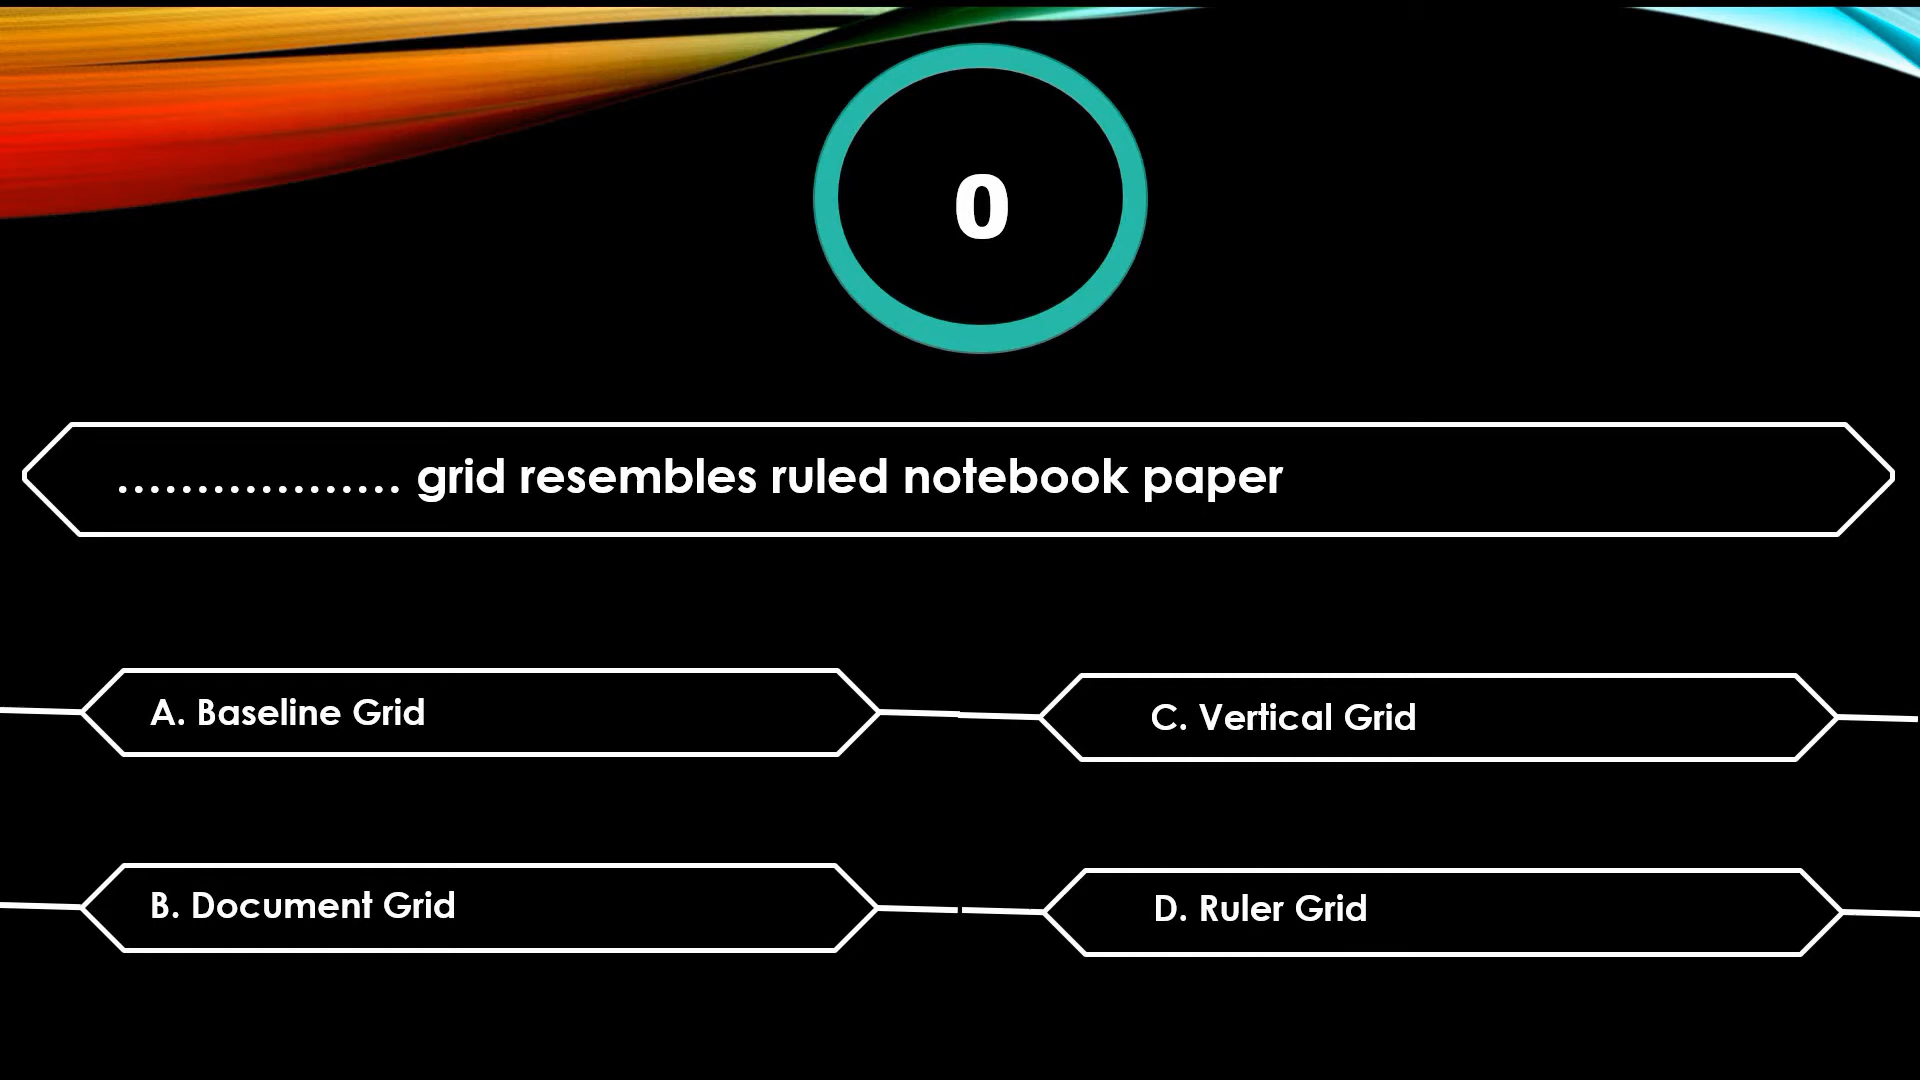 0
.................. grid resembles ruled notebook paper
A. Baseline Grid
C. Vertical Grid
B. Document Grid
D. Ruler Grid